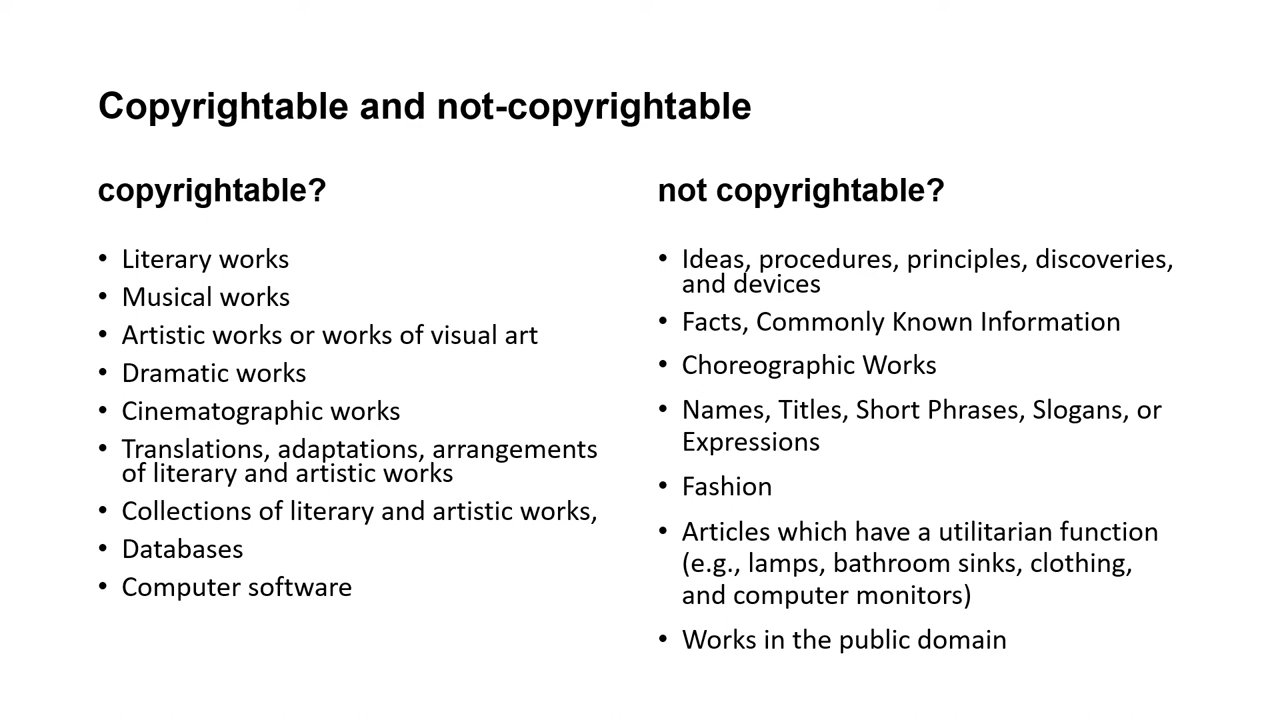 Copyrightable and not-copyrightable
copyrightable?
• Literary works
• Musical works
• Artistic works or works of visual art
• Dramatic works
• Cinematographic works
• Translations, adaptations, arrangements
of literary and artistic works
• Collections of literary and artistic works,
• Databases
• Computer software
not copyrightable?
• Ideas, procedures, principles, discoveries,
and devices
• Facts, Commonly Known Information
• Choreographic Works
• Names, Titles, Short Phrases, Slogans, or
Expressions
• Fashion
• Articles which have a utilitarian function
(e.g., lamps, bathroom sinks, clothing,
and computer monitors)
• Works in the public domain